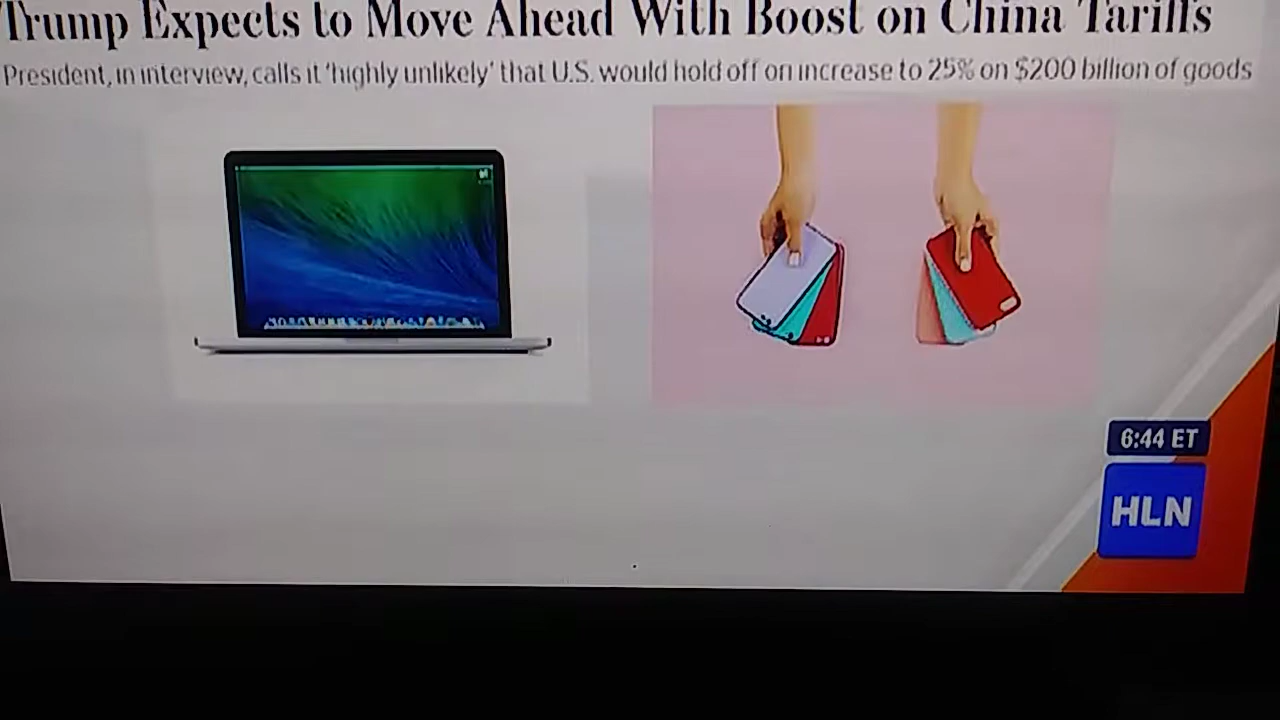 Trump Expects to Move Ahead With Boost on China Tariffs
President, in interview, calls it 'highly unlikely' that U.S. would hold off on increase to 25% on $200 billion of goods
6:44 ET
HLN